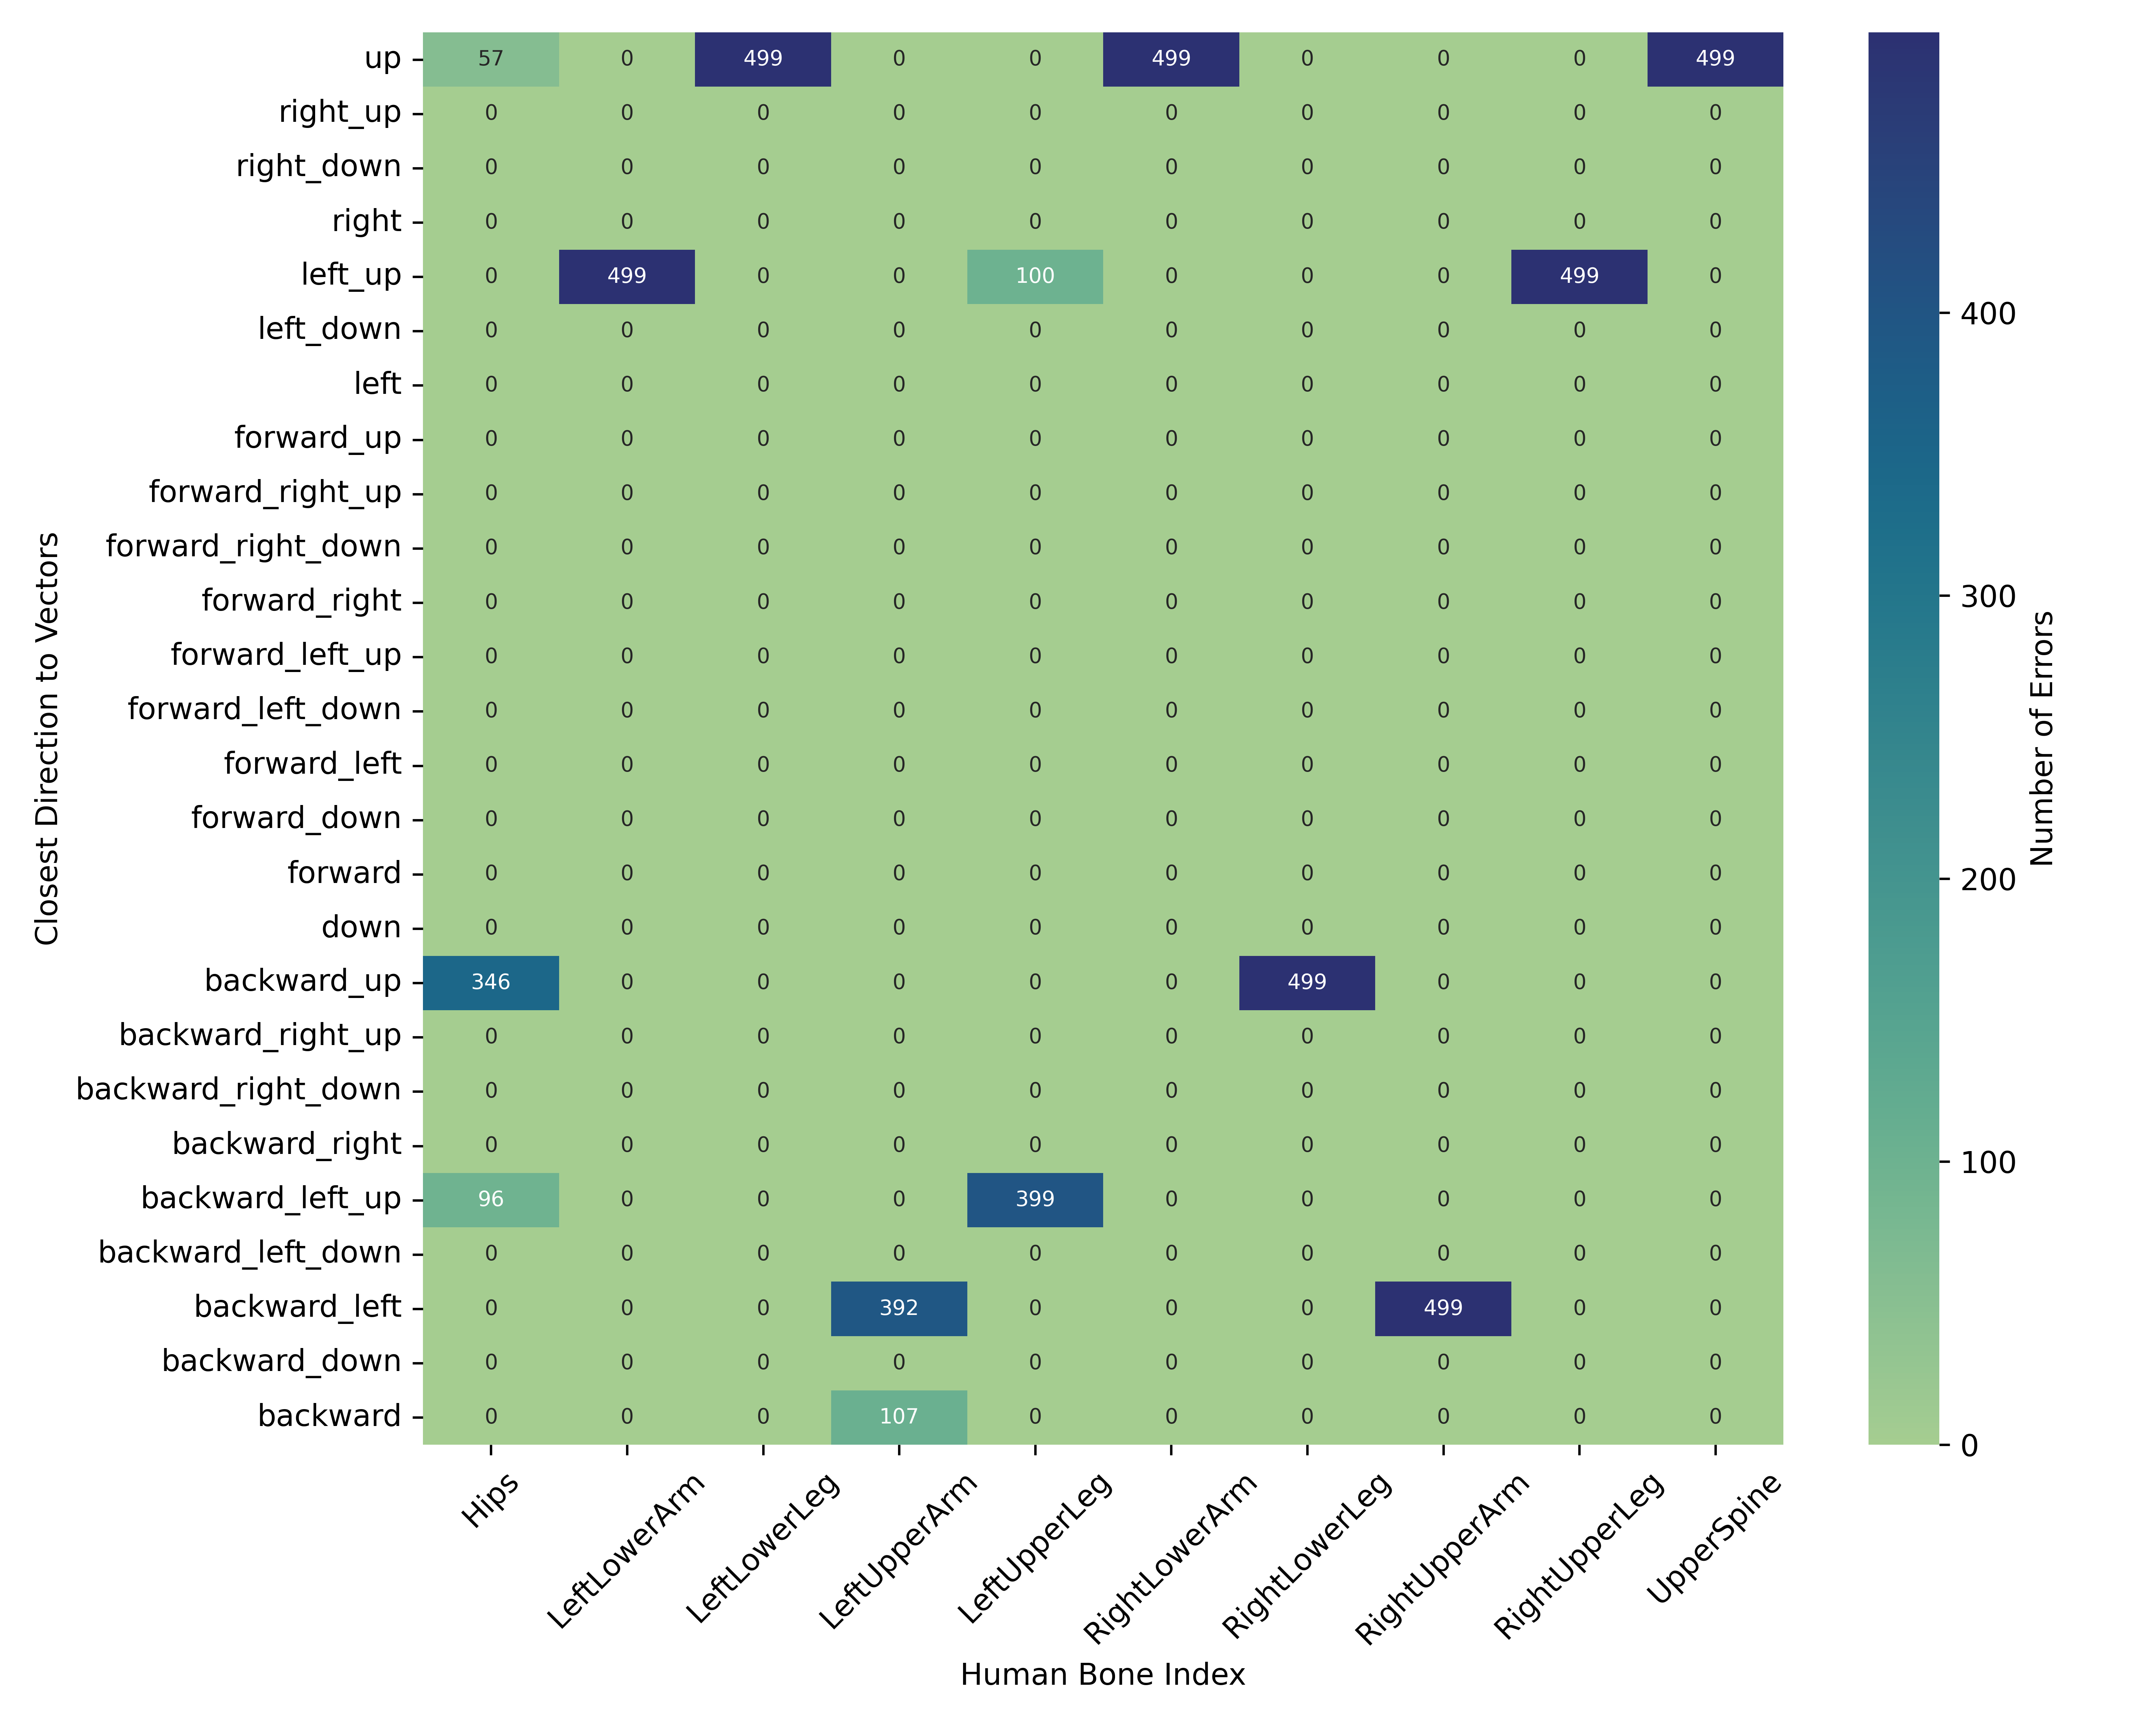 up 57 0 499 0 0 499 0 0 0 499
right_up 0 0 0 0 0 0 0 0 0 0
right_down 0 0 0 0 0 0 0 0 0 0
right 0 0 0 0 0 0 0 0 0 0
left_up 0 499 0 0 100 0 0 0 499 0
left_down 0 0 0 0 0 0 0 0 0 0
left 0 0 0 0 0 0 0 0 0 0
forward_up 0 0 0 0 0 0 0 0 0 0
forward_right_up 0 0 0 0 0 0 0 0 0 0
forward_right_down 0 0 0 0 0 0 0 0 0 0
forward_right 0 0 0 0 0 0 0 0 0 0
forward_left_up 0 0 0 0 0 0 0 0 0 0
forward_left_down 0 0 0 0 0 0 0 0 0 0
forward_left 0 0 0 0 0 0 0 0 0 0
forward_down 0 0 0 0 0 0 0 0 0 0
forward 0 0 0 0 0 0 0 0 0 0
down 0 0 0 0 0 0 0 0 0 0
backward_up 346 0 0 0 0 0 499 0 0 0
backward_right_up 0 0 0 0 0 0 0 0 0 0
backward_right_down 0 0 0 0 0 0 0 0 0 0
backward_right 0 0 0 0 0 0 0 0 0 0
backward_left_up 96 0 0 0 399 0 0 0 0 0
backward_left_down 0 0 0 0 0 0 0 0 0 0
backward_left 0 0 0 392 0 0 0 499 0 0
backward_down 0 0 0 0 0 0 0 0 0 0
backward 0 0 0 107 0 0 0 0 0 0
Closest Direction to Vectors
Hips LeftLowerArm LeftLowerLeg LeftUpperArm LeftUpperLeg RightLowerArm RightLowerLeg RightUpperArm RightUpperLeg UpperSpine
Human Bone Index
400
300
200
100
0
Number of Errors